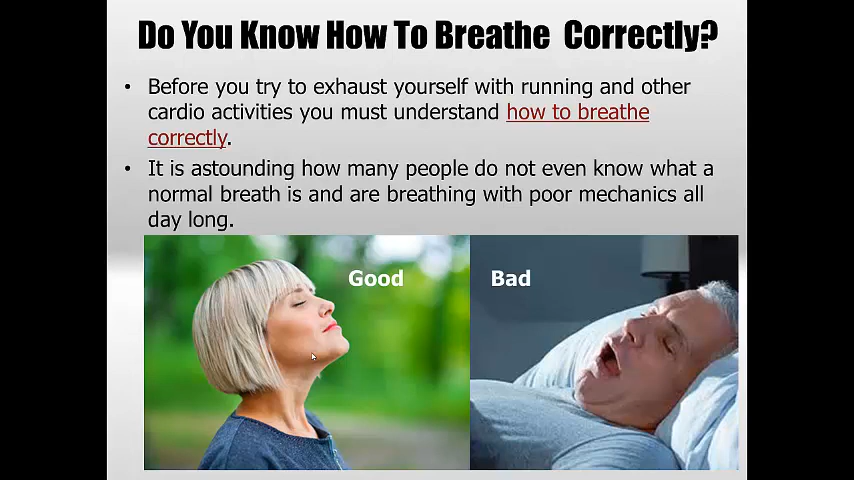 Do You Know How To Breathe Correctly?
• Before you try to exhaust yourself with running and other
cardio activities you must understand how to breathe
correctly.
• It is astounding how many people do not even know what a
normal breath is and are breathing with poor mechanics all
day long.
Good
Bad